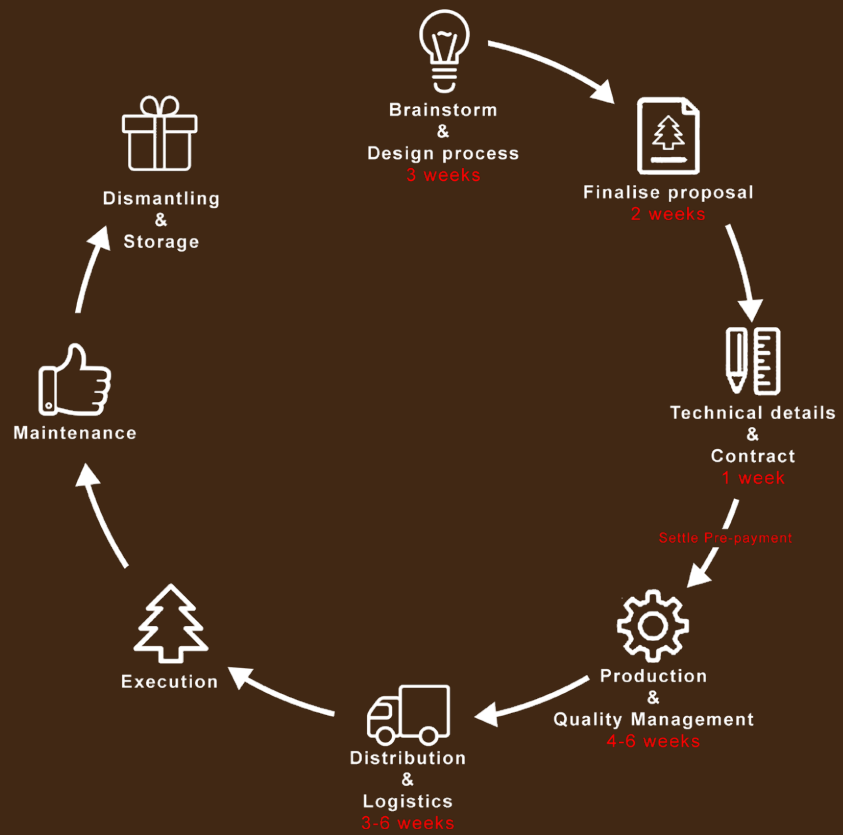 Brainstorm
&
Design process
3 weeks
Finalise proposal
2 weeks
Technical details
&
Contract
1 week
Settle Pre-payment
Production
&
Quality Management
4-6 weeks
Distribution
&
Logistics
3-6 weeks
Execution
Maintenance
Dismantling
&
Storage